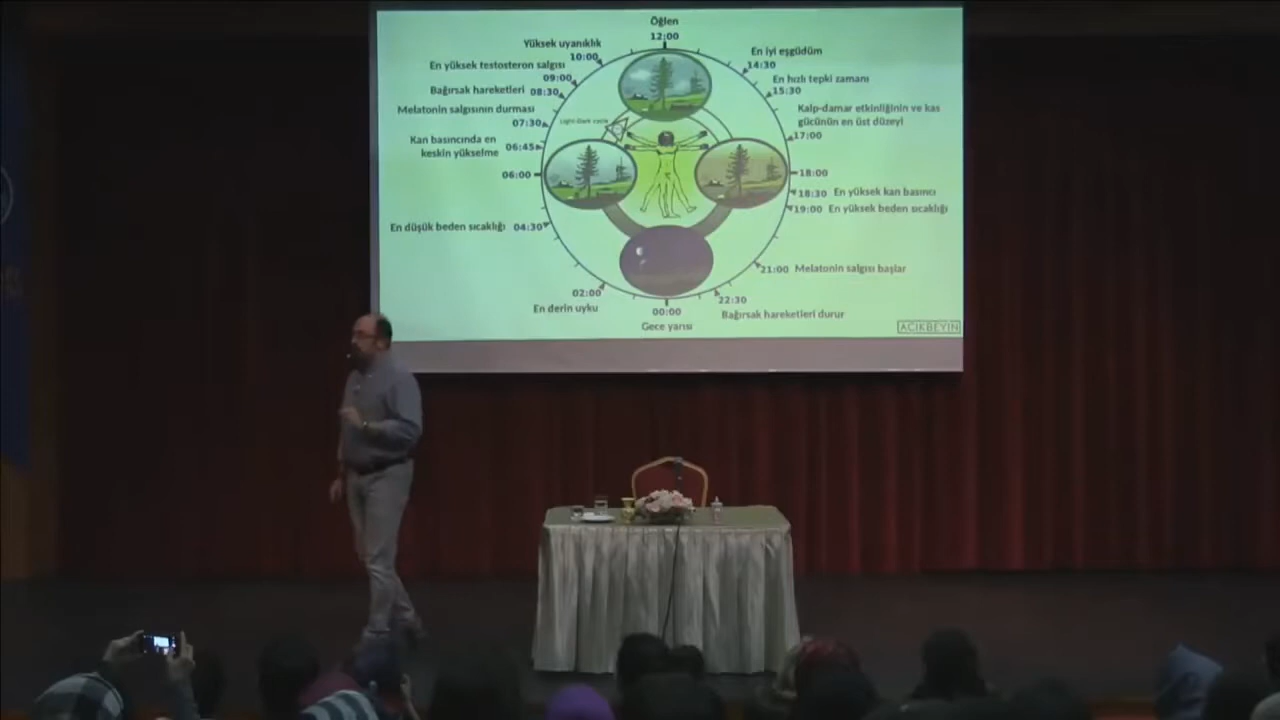 Öğlen
12:00
Yüksek uyanıklık
10:00
En yüksek testosteron salgısı
09:00
Bağırsak hareketleri 08:30
Melatonin salgısının durması
07:30
Kan basıncında en
keskin yükselme
06:45
06:00
En düşük beden sıcaklığı 04:30
02:00
En derin uyku
00:00
Gece yarısı
En iyi eşgüdüm
14:30
En hızlı tepki zamanı
15:30
Kalp-damar etkinliğinin ve kas
gücünün en üst düzeyi
17:00
18:00
18:30 En yüksek kan basıncı
19:00 En yüksek beden sıcaklığı
21:00 Melatonin salgısı başlar
22:30
Bağırsak hareketleri durur
Light-Dark cycle
AÇIKBEYİN